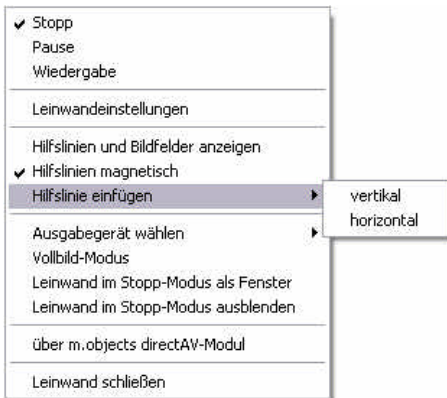 Stopp
Pause
Wiedergabe
Leinwandeinstellungen
Hilfslinien und Bildfelder anzeigen
Hilfslinien magnetisch
Hilfslinie einfügen
vertikal
horizontal
Ausgabegerät wählen
Vollbild-Modus
Leinwand im Stopp-Modus als Fenster
Leinwand im Stopp-Modus ausblenden
über m.objects directAV-Modul
Leinwand schließen